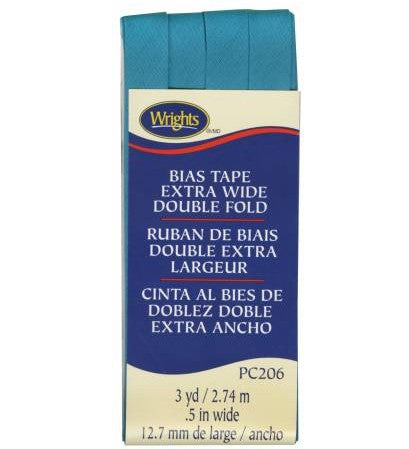 Wrights
BIAS TAPE
EXTRA WIDE
DOUBLE FOLD
RUBAN DE BIAIS
DOUBLE EXTRA
LARGEUR
CINTA AL BIES DE
DOBLEZ DOBLE
EXTRA ANCHO
PC206
3 yd / 2.74 m
.5 in wide
12.7 mm de large / ancho